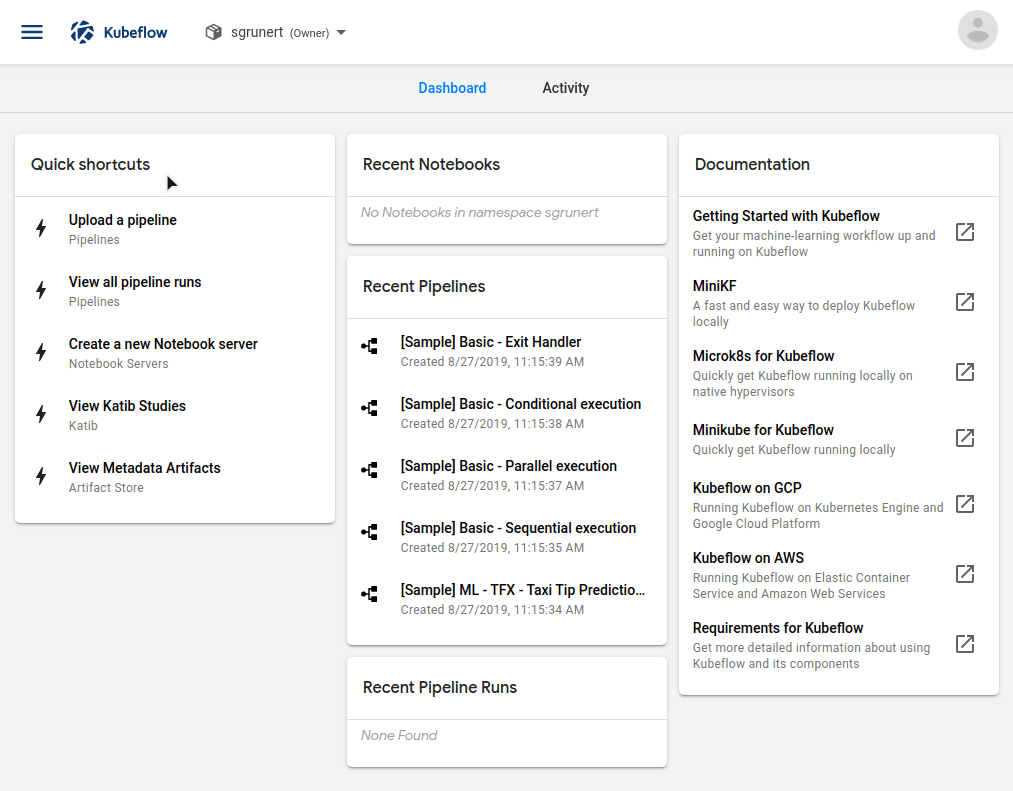 Kubeflow
sgrunert (Owner)
Dashboard
Activity
Quick shortcuts
Upload a pipeline
Pipelines
View all pipeline runs
Pipelines
Create a new Notebook server
Notebook Servers
View Katib Studies
Katib
View Metadata Artifacts
Artifact Store
Recent Notebooks
No Notebooks in namespace sgrunert
Recent Pipelines
[Sample] Basic - Exit Handler
Created 8/27/2019, 11:15:39 AM
[Sample] Basic - Conditional execution
Created 8/27/2019, 11:15:38 AM
[Sample] Basic - Parallel execution
Created 8/27/2019, 11:15:37 AM
[Sample] Basic - Sequential execution
Created 8/27/2019, 11:15:35 AM
[Sample] ML - TFX - Taxi Tip Predictio...
Created 8/27/2019, 11:15:34 AM
Recent Pipeline Runs
None Found
Documentation
Getting Started with Kubeflow
Get your machine-learning workflow up and
running on Kubeflow
MiniKF
A fast and easy way to deploy Kubeflow
locally
Microk8s for Kubeflow
Quickly get Kubeflow running locally on
native hypervisors
Minikube for Kubeflow
Quickly get Kubeflow running locally
Kubeflow on GCP
Running Kubeflow on Kubernetes Engine and
Google Cloud Platform
Kubeflow on AWS
Running Kubeflow on Elastic Container
Service and Amazon Web Services
Requirements for Kubeflow
Get more detailed information about using
Kubeflow and its components